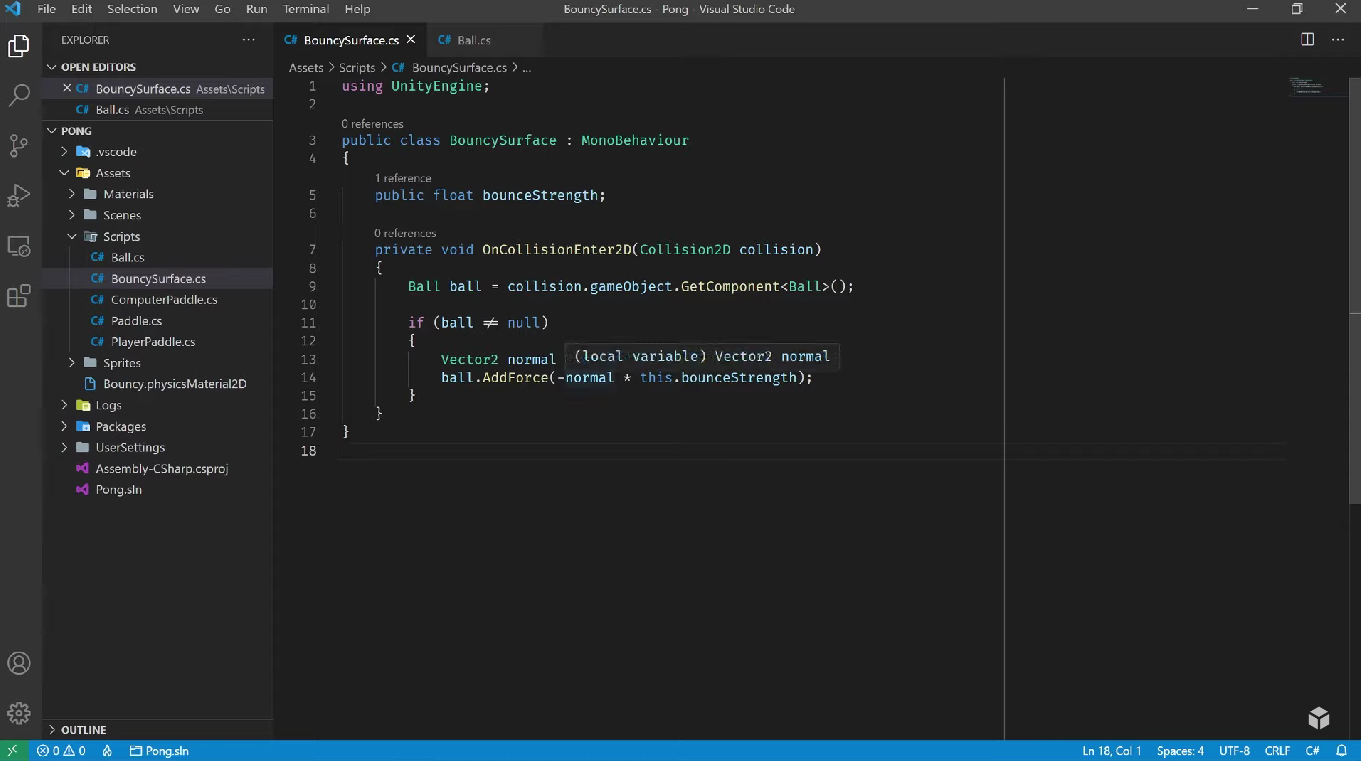 File Edit Selection View Go Run Terminal Help
BouncySurface.cs - Pong - Visual Studio Code
EXPLORER
OPEN EDITORS
BouncySurface.cs Assets\Scripts
Ball.cs Assets\Scripts
PONG
.vscode
Assets
Materials
Scenes
Scripts
Ball.cs
BouncySurface.cs
ComputerPaddle.cs
Paddle.cs
PlayerPaddle.cs
Sprites
Bouncy.physicsMaterial2D
Logs
Packages
UserSettings
Assembly-CSharp.csproj
Pong.sln
OUTLINE
C# BouncySurface.cs
C# Ball.cs
Assets > Scripts > C# BouncySurface.cs > ...
1 using UnityEngine;
2
0 references
3 public class BouncySurface : MonoBehaviour
4 {
1 reference
5 public float bounceStrength;
6
0 references
7 private void OnCollisionEnter2D(Collision2D collision)
8 {
9 Ball ball = collision.gameObject.GetComponent<Ball>();
10
11 if (ball ≠ null)
12 {
(local variable) Vector2 normal
13 Vector2 normal
14 ball.AddForce(-normal * this.bounceStrength);
15 }
16 }
17 }
18
0 0 Pong.sln
Ln 18, Col 1 Spaces: 4 UTF-8 CRLF C#